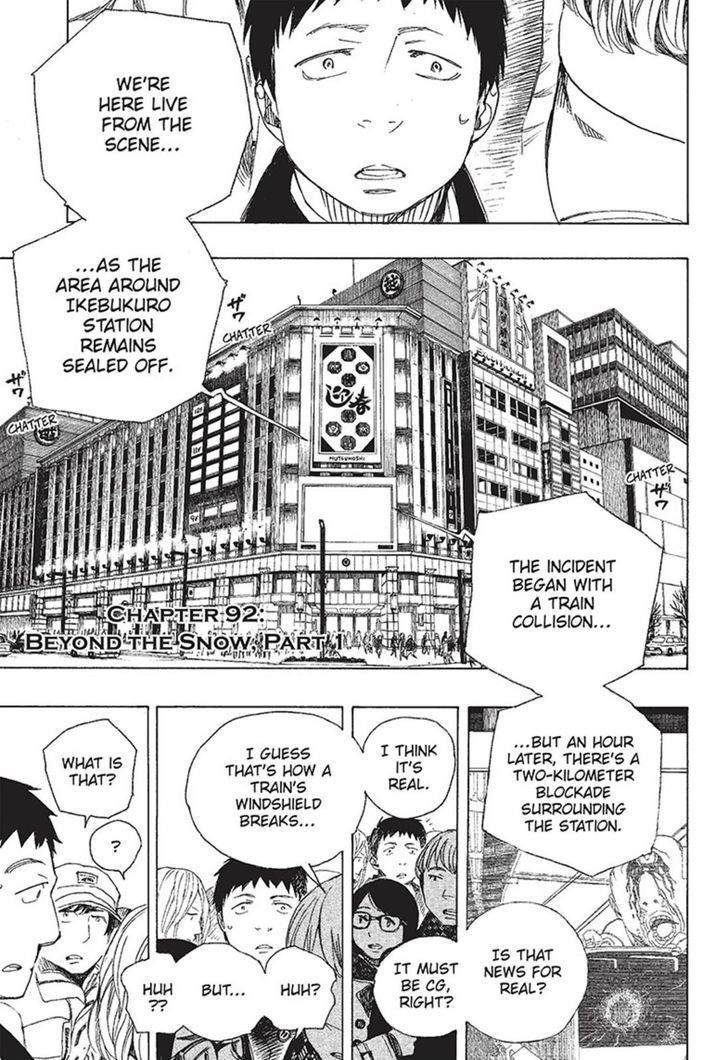 WE'RE
HERE LIVE
FROM THE
SCENE...
...AS THE
AREA AROUND
IKEBUKURO
STATION
REMAINS
SEALED OFF.
ザワ
CHATTER
ザワ
CHATTER
CHATTER
ザワ
迎春
MUTSUKOSHI
THE INCIDENT
BEGAN WITH
A TRAIN
COLLISION...
CHAPTER 92:
BEYOND THE SNOW, PART 1
...BUT AN HOUR
LATER, THERE'S A
TWO-KILOMETER
BLOCKADE
SURROUNDING
THE STATION.
IS THAT
NEWS FOR
REAL?
I THINK
IT'S
REAL.
IT MUST
BE CG,
RIGHT?
I GUESS
THAT'S HOW A
TRAIN'S
WINDSHIELD
BREAKS...
HUH?
BUT...
WHAT IS
THAT?
?
HUH
??